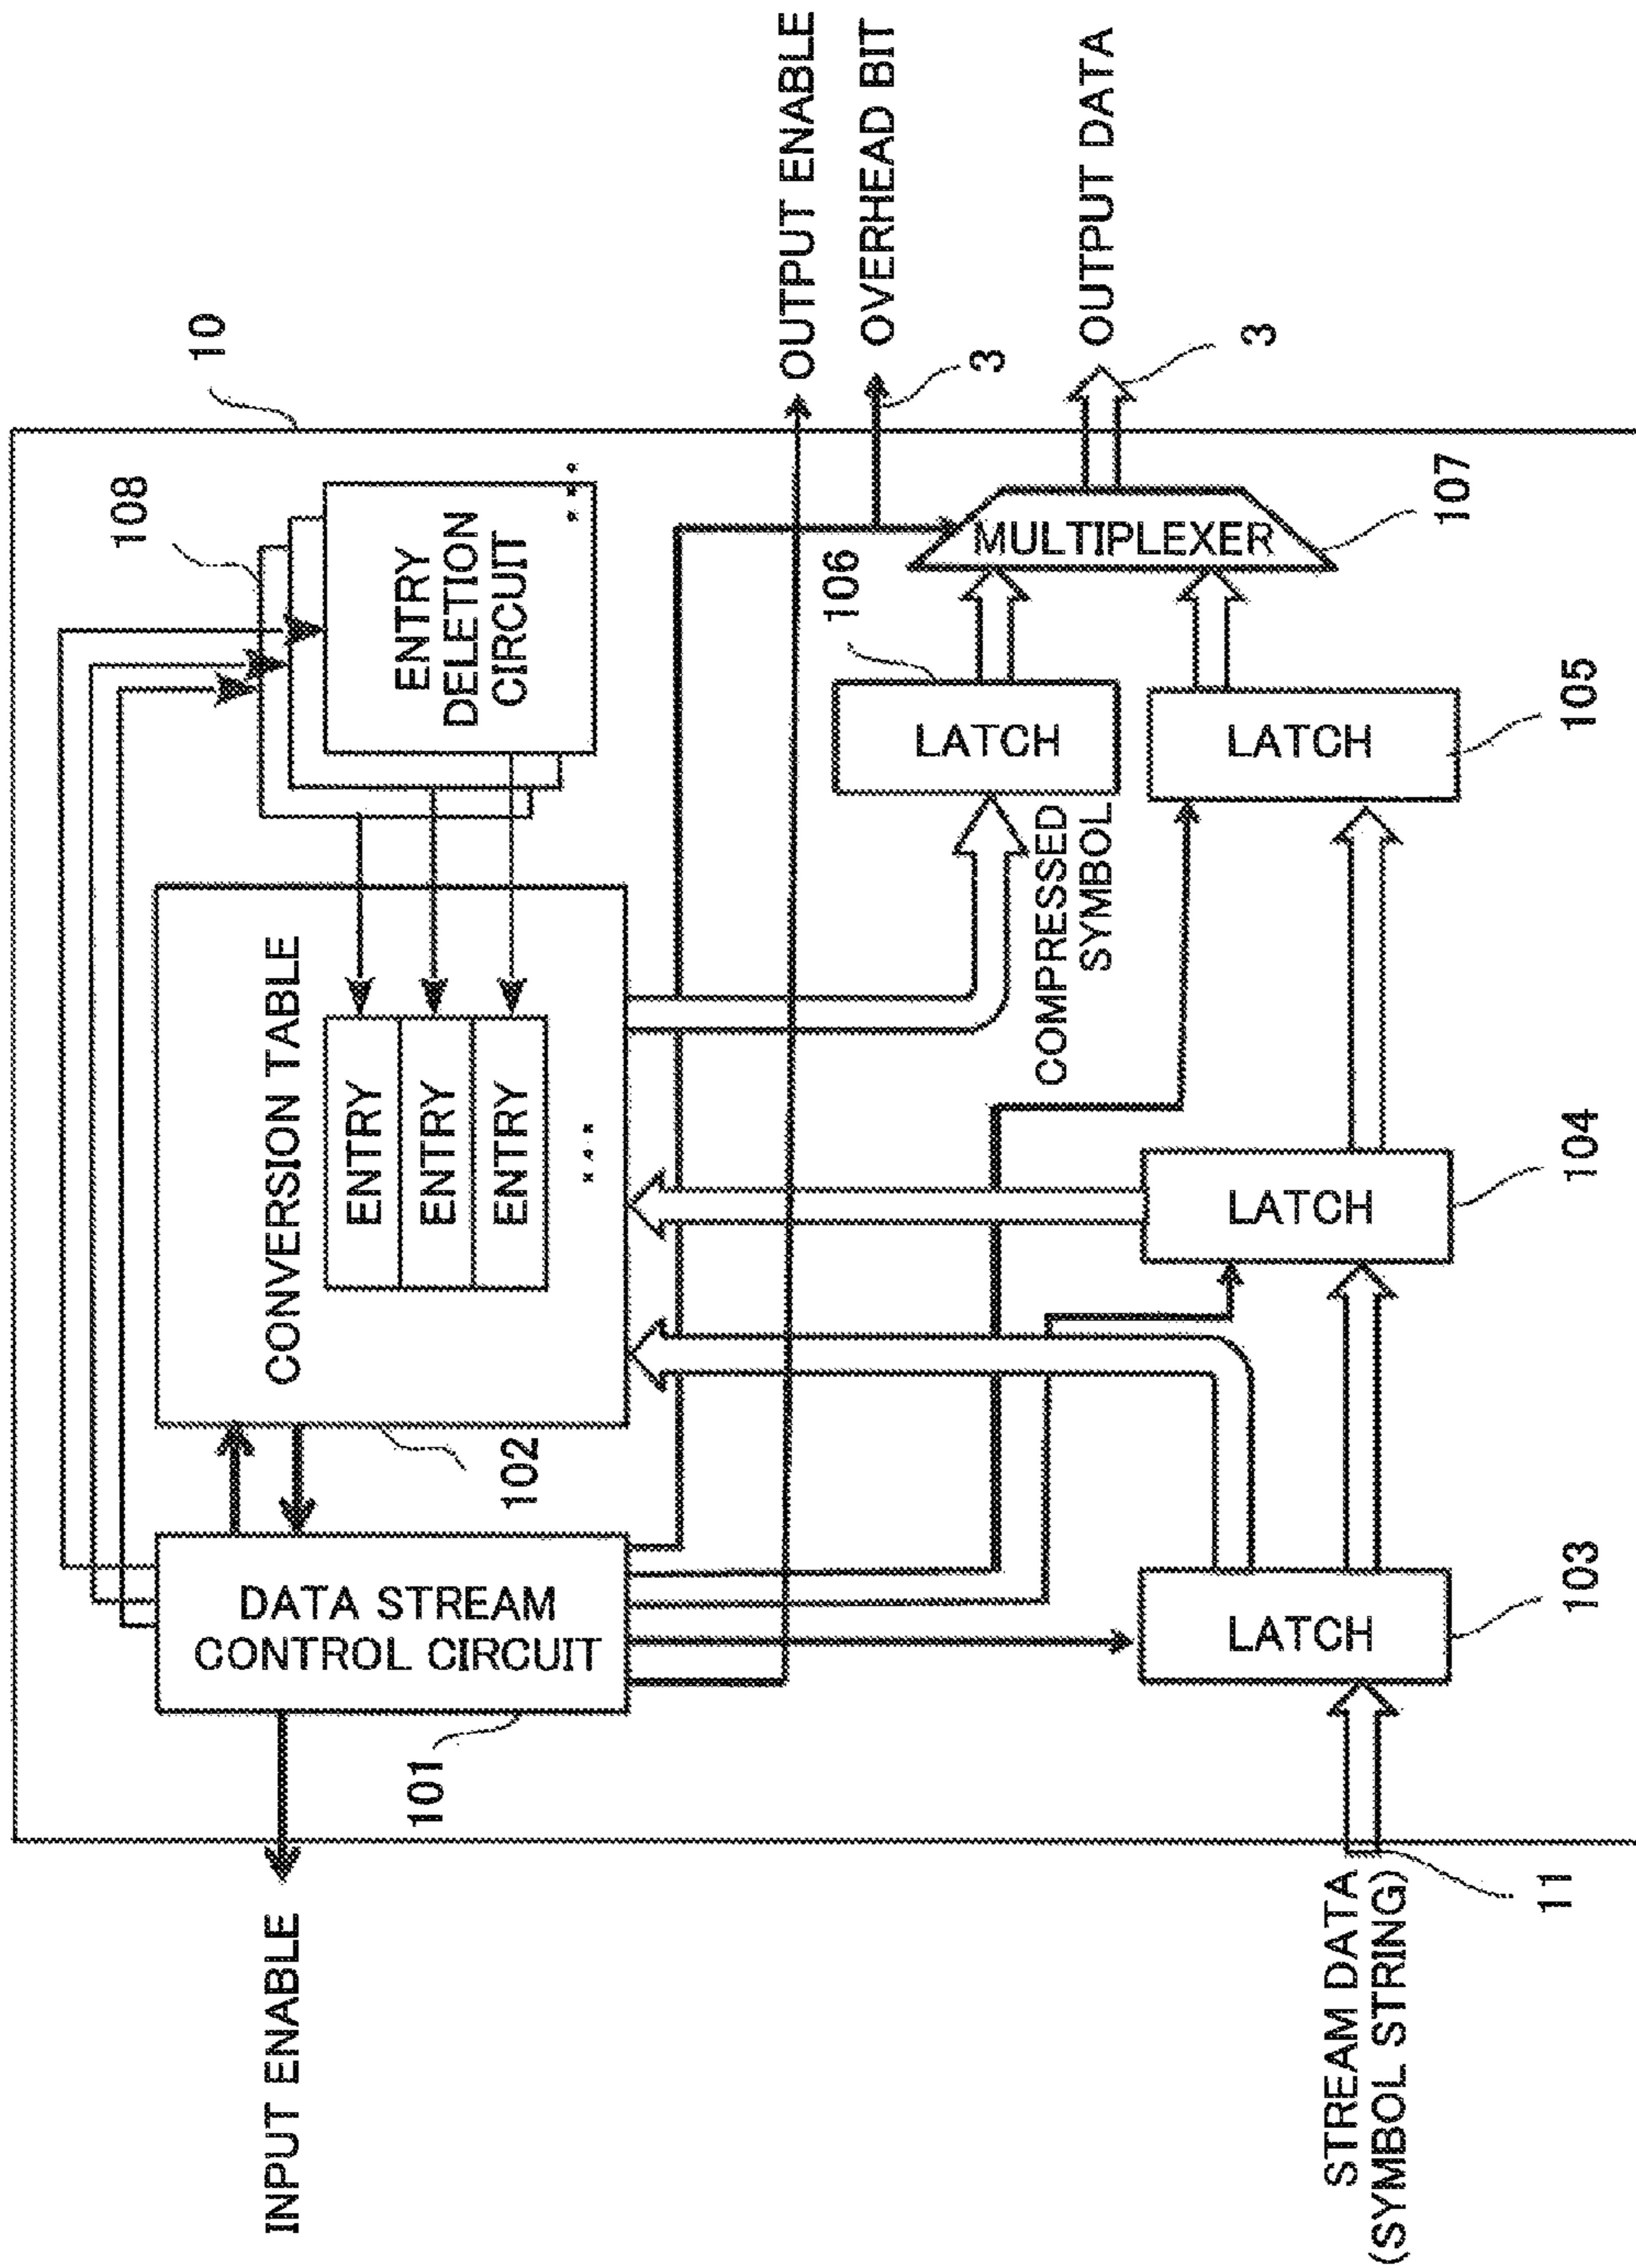 10
108
ENTRY
DELETION
CIRCUIT
CONVERSION TABLE
ENTRY
ENTRY
ENTRY
102
DATA STREAM
CONTROL CIRCUIT
101
INPUT ENABLE
OUTPUT ENABLE
OVERHEAD BIT
3
OUTPUT DATA
3
MULTIPLEXER
107
106
LATCH
COMPRESSED
SYMBOL
LATCH
105
LATCH
104
LATCH
103
STREAM DATA
(SYMBOL STRING)
11